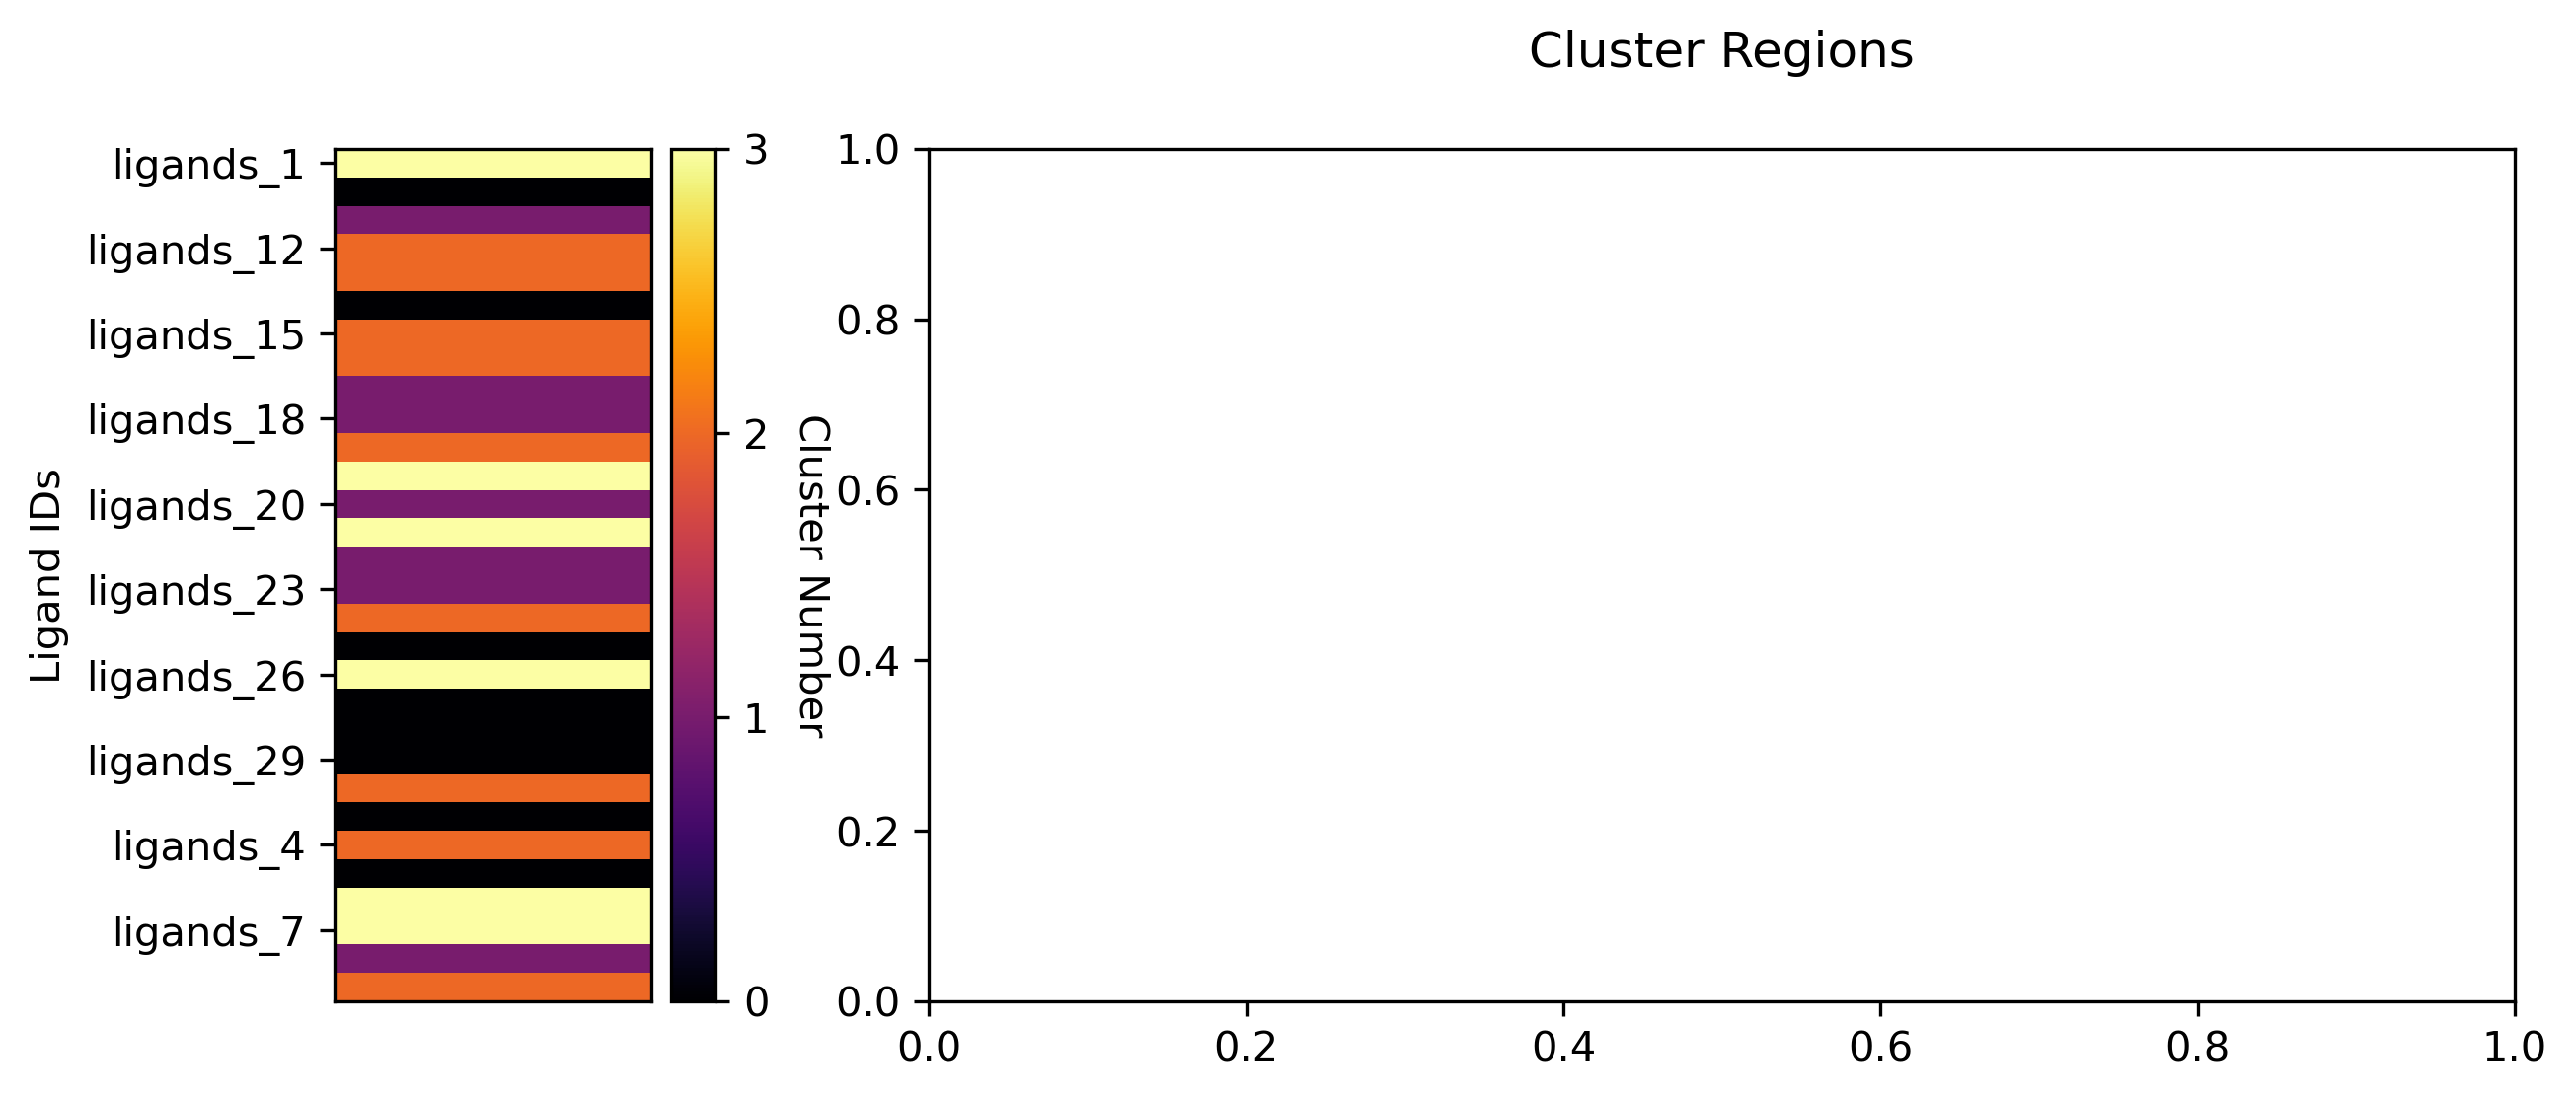 Cluster Regions
Ligand IDs
ligands_1
ligands_12
ligands_15
ligands_18
ligands_20
ligands_23
ligands_26
ligands_29
ligands_4
ligands_7
3
2
1
0
Cluster Number
1.0
0.8
0.6
0.4
0.2
0.0
0.0 0.2 0.4 0.6 0.8 1.0